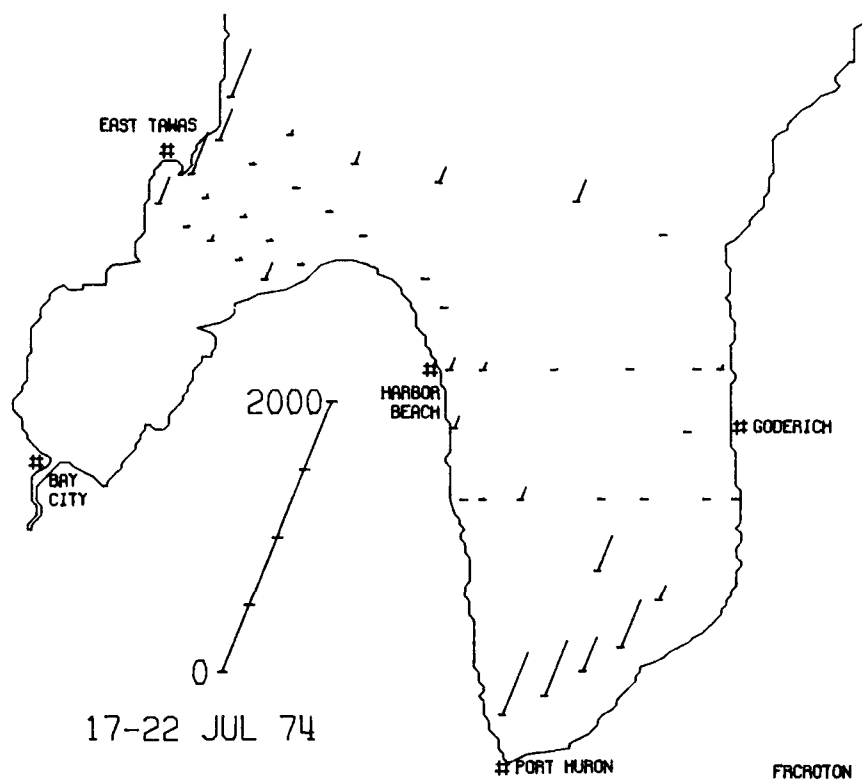 EAST TAWAS
#
2000
#
HARBOR
BEACH
# GODERICH
#
BAY
CITY
0
17-22 JUL 74
# PORT HURON
FRCROTON